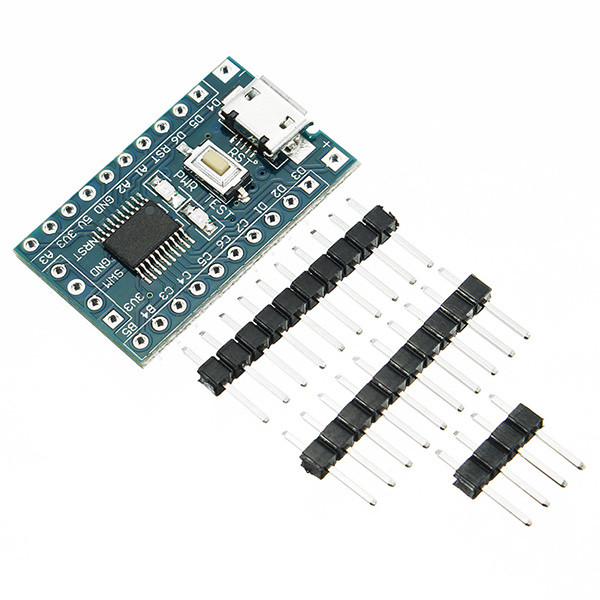 D4
D5
D6
RST
A1
A2
GND
5V
3V3
A3
+
RST
PWR
TEST
NRST
GND
SWM
3V3
D3
D2
D1
C7
C6
C5
C4
C3
B4
B5